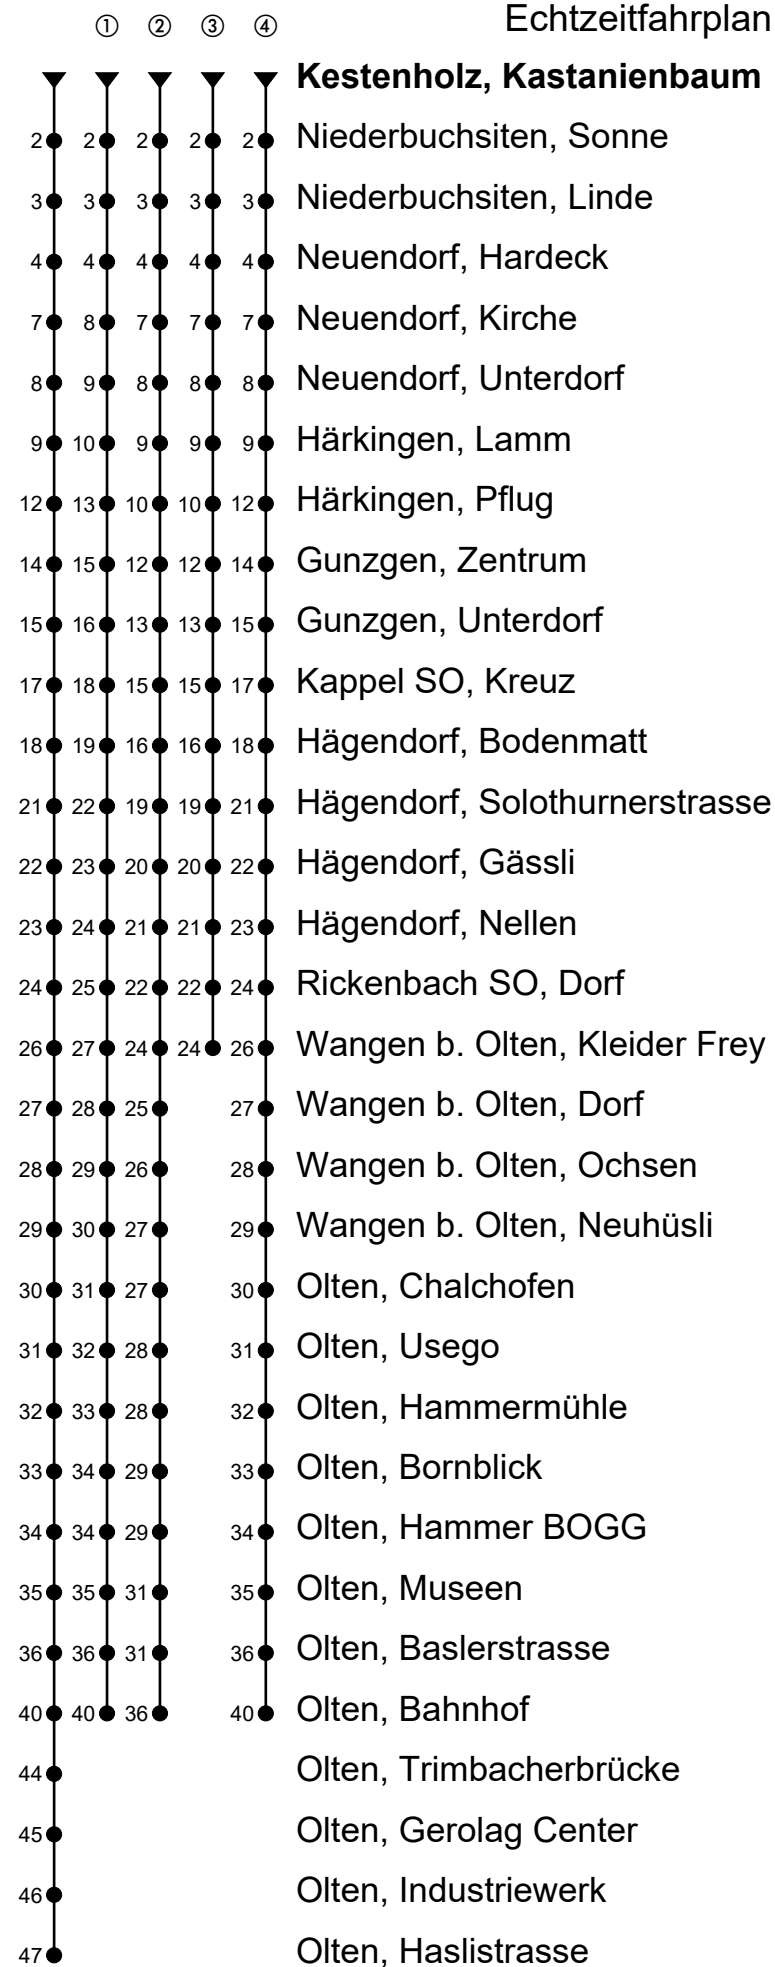 ① ② ③ ④ Echtzeitfahrplan
Kestenholz, Kastanienbaum
2 2 2 2 2 Niederbuchsiten, Sonne
3 3 3 3 3 Niederbuchsiten, Linde
4 4 4 4 4 Neuendorf, Hardeck
7 8 7 7 7 Neuendorf, Kirche
8 9 8 8 8 Neuendorf, Unterdorf
9 10 9 9 9 Härkingen, Lamm
12 13 10 10 12 Härkingen, Pflug
14 15 12 12 14 Gunzgen, Zentrum
15 16 13 13 15 Gunzgen, Unterdorf
17 18 15 15 17 Kappel SO, Kreuz
18 19 16 16 18 Hägendorf, Bodenmatt
21 22 19 19 21 Hägendorf, Solothurnerstrasse
22 23 20 20 22 Hägendorf, Gässli
23 24 21 21 23 Hägendorf, Nellen
24 25 22 22 24 Rickenbach SO, Dorf
26 27 24 24 26 Wangen b. Olten, Kleider Frey
27 28 25 27 Wangen b. Olten, Dorf
28 29 26 28 Wangen b. Olten, Ochsen
29 30 27 29 Wangen b. Olten, Neuhüsli
30 31 27 30 Olten, Chalchofen
31 32 28 31 Olten, Usego
32 33 28 32 Olten, Hammermühle
33 34 29 33 Olten, Bornblick
34 34 29 34 Olten, Hammer BOGG
35 35 31 35 Olten, Museen
36 36 31 36 Olten, Baslerstrasse
40 40 36 40 Olten, Bahnhof
44 Olten, Trimbacherbrücke
45 Olten, Gerolag Center
46 Olten, Industriewerk
47 Olten, Haslistrasse